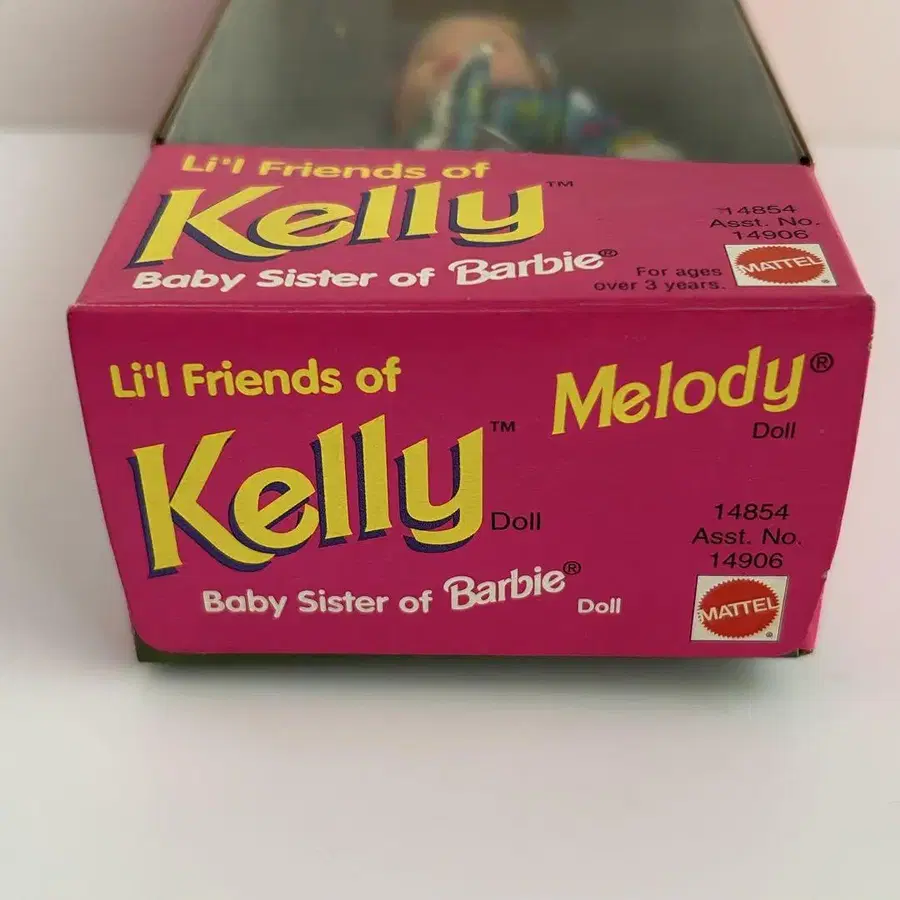 Li'l Friends of
Kelly™
Baby Sister of Barbie®
14854
Asst. No.
14906
For ages
over 3 years.
MATTEL
®
Li'l Friends of
Kelly™ Doll
Baby Sister of Barbie® Doll
Melody®
Doll
14854
Asst. No.
14906
MATTEL
®